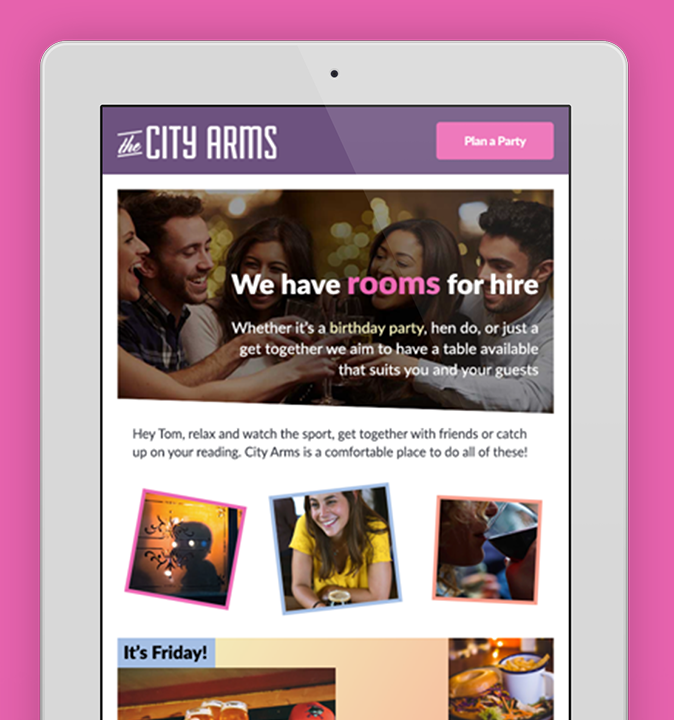 the CITY ARMS
Plan a Party
We have rooms for hire
Whether it's a birthday party, hen do, or just a
get together we aim to have a table available
that suits you and your guests
Hey Tom, relax and watch the sport, get together with friends or catch
up on your reading. City Arms is a comfortable place to do all of these!
It's Friday!